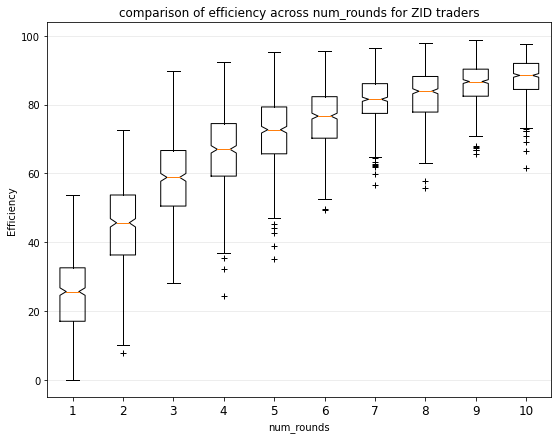 comparison of efficiency across num_rounds for ZID traders
Efficiency
100
80
60
40
20
0
1 2 3 4 5 6 7 8 9 10
num_rounds